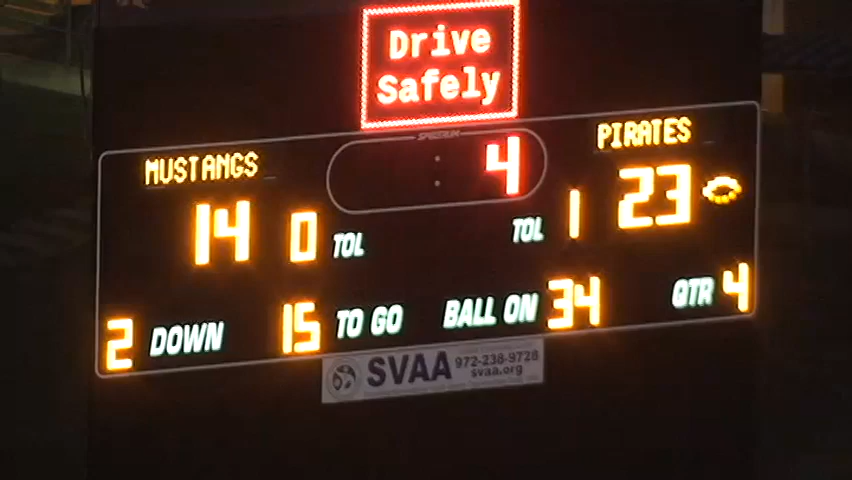 Drive
Safely
SPECTRUM
MUSTANGS
PIRATES
: 4
14
0 TOL
TOL 1
23
2 DOWN
15 TO GO
BALL ON 34
QTR 4
SVAA 972-238-9728
svaa.org